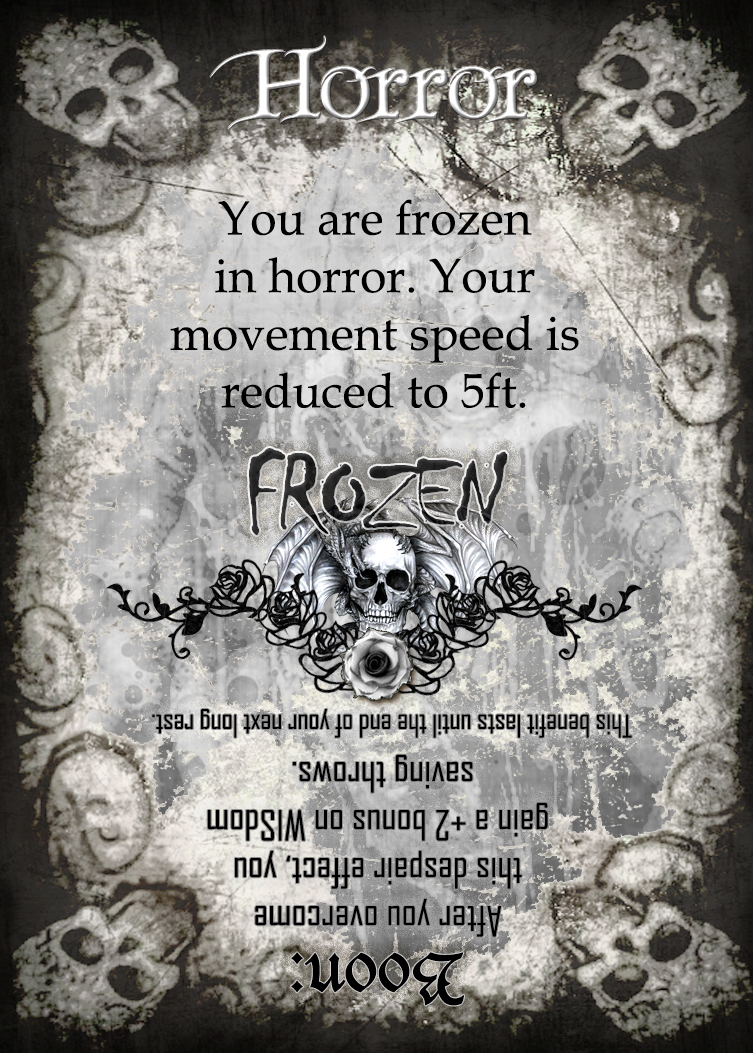 Horror
You are frozen
in horror. Your
movement speed is
reduced to 5ft.
FROZEN
Boon:
After you overcome
this despair effect, you
gain a +2 bonus on WISdom
saving throws.
This benefit lasts until the end of your next long rest.